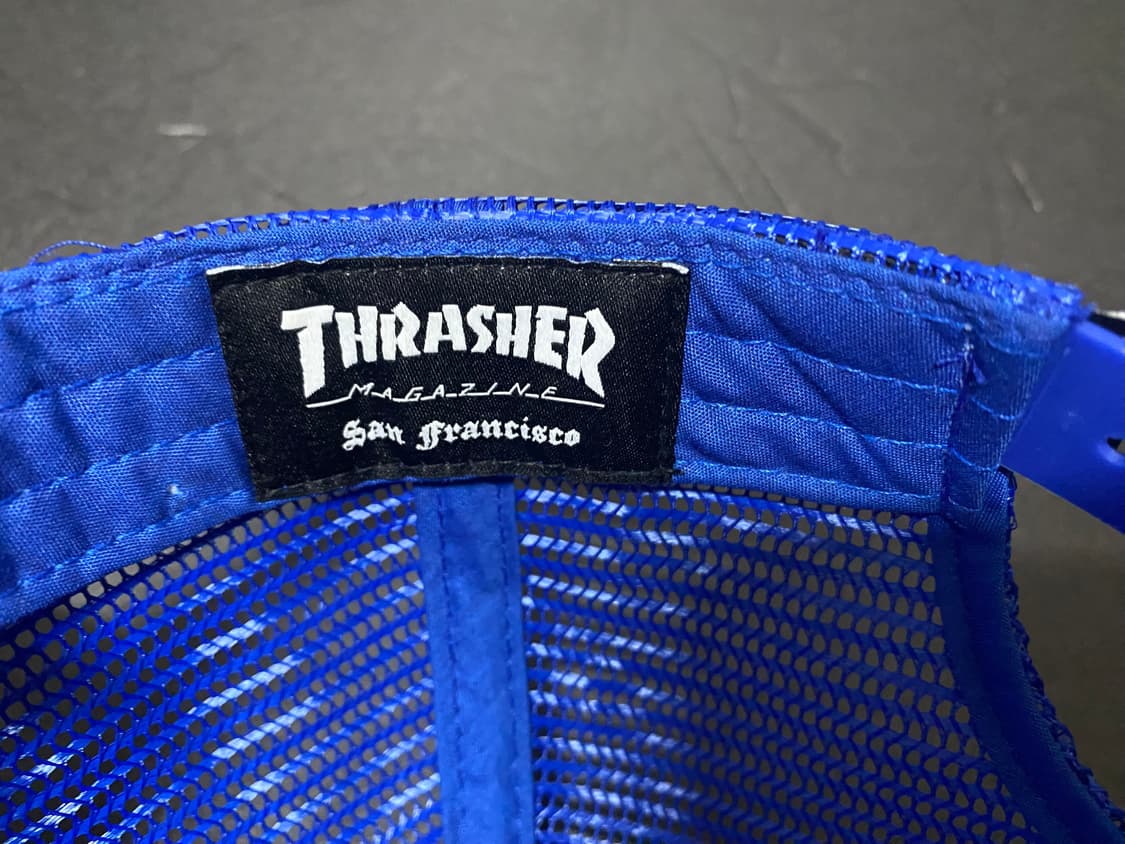 THRASHER
MAGAZINE
San Francisco